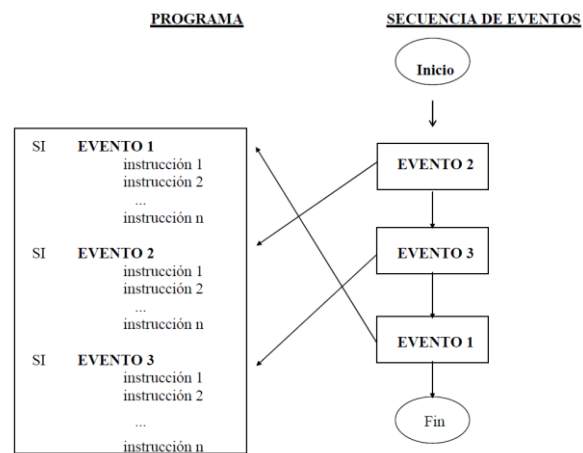 PROGRAMA
SI EVENTO 1
instrucción 1
instrucción 2
...
instrucción n
SI EVENTO 2
instrucción 1
instrucción 2
...
instrucción n
SI EVENTO 3
instrucción 1
instrucción 2
...
instrucción n
SECUENCIA DE EVENTOS
Inicio
EVENTO 2
EVENTO 3
EVENTO 1
Fin